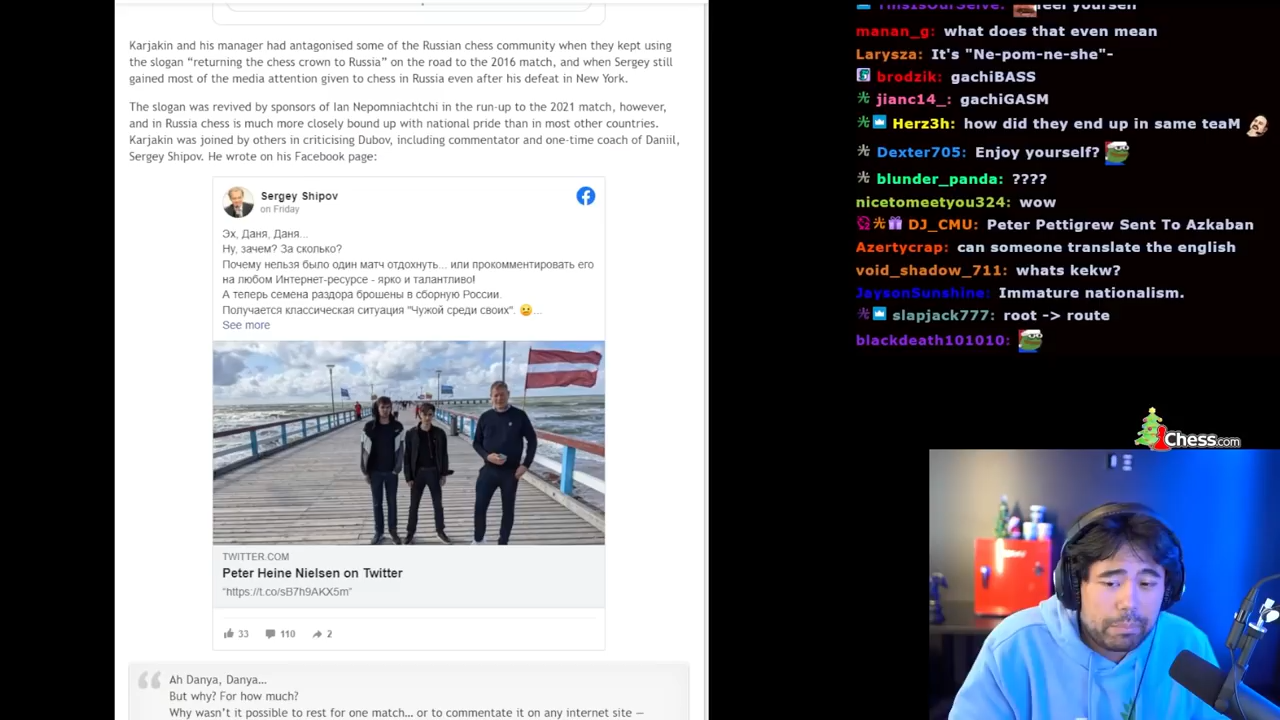 Karjakin and his manager had antagonised some of the Russian chess community when they kept using
the slogan “returning the chess crown to Russia” on the road to the 2016 match, and when Sergey still
gained most of the media attention given to chess in Russia even after his defeat in New York.
The slogan was revived by sponsors of Ian Nepomniachtchi in the run-up to the 2021 match, however,
and in Russia chess is much more closely bound up with national pride than in most other countries.
Karjakin was joined by others in criticising Dubov, including commentator and one-time coach of Daniil,
Sergey Shipov. He wrote on his Facebook page:
Sergey Shipov
on Friday
Эх, Даня, Даня...
Ну, зачем? За сколько?
Почему нельзя было один матч отдохнуть... или прокомментировать его
на любом Интернет-ресурсе - ярко и талантливо!
А теперь семена раздора брошены в сборную России.
Получается классическая ситуация "Чужой среди своих". ...
See more
TWITTER.COM
Peter Heine Nielsen on Twitter
“https://t.co/sB7h9AKX5m”
33 110 2
Ah Danya, Danya...
But why? For how much?
Why wasn’t it possible to rest for one match… or to commentate it on any internet site —
manan_g: what does that even mean
Larysza: It's "Ne-pom-ne-she"-
brodzik: gachiBASS
jianc14_: gachiGASM
Herz3h: how did they end up in same teaM
Dexter705: Enjoy yourself?
blunder_panda: ????
nicetomeetyou324: wow
DJ_CMU: Peter Pettigrew Sent To Azkaban
Azertycrap: can someone translate the english
void_shadow_711: whats kekw?
JaysonSunshine: Immature nationalism.
slapjack777: root -> route
blackdeath101010:
Chess.com